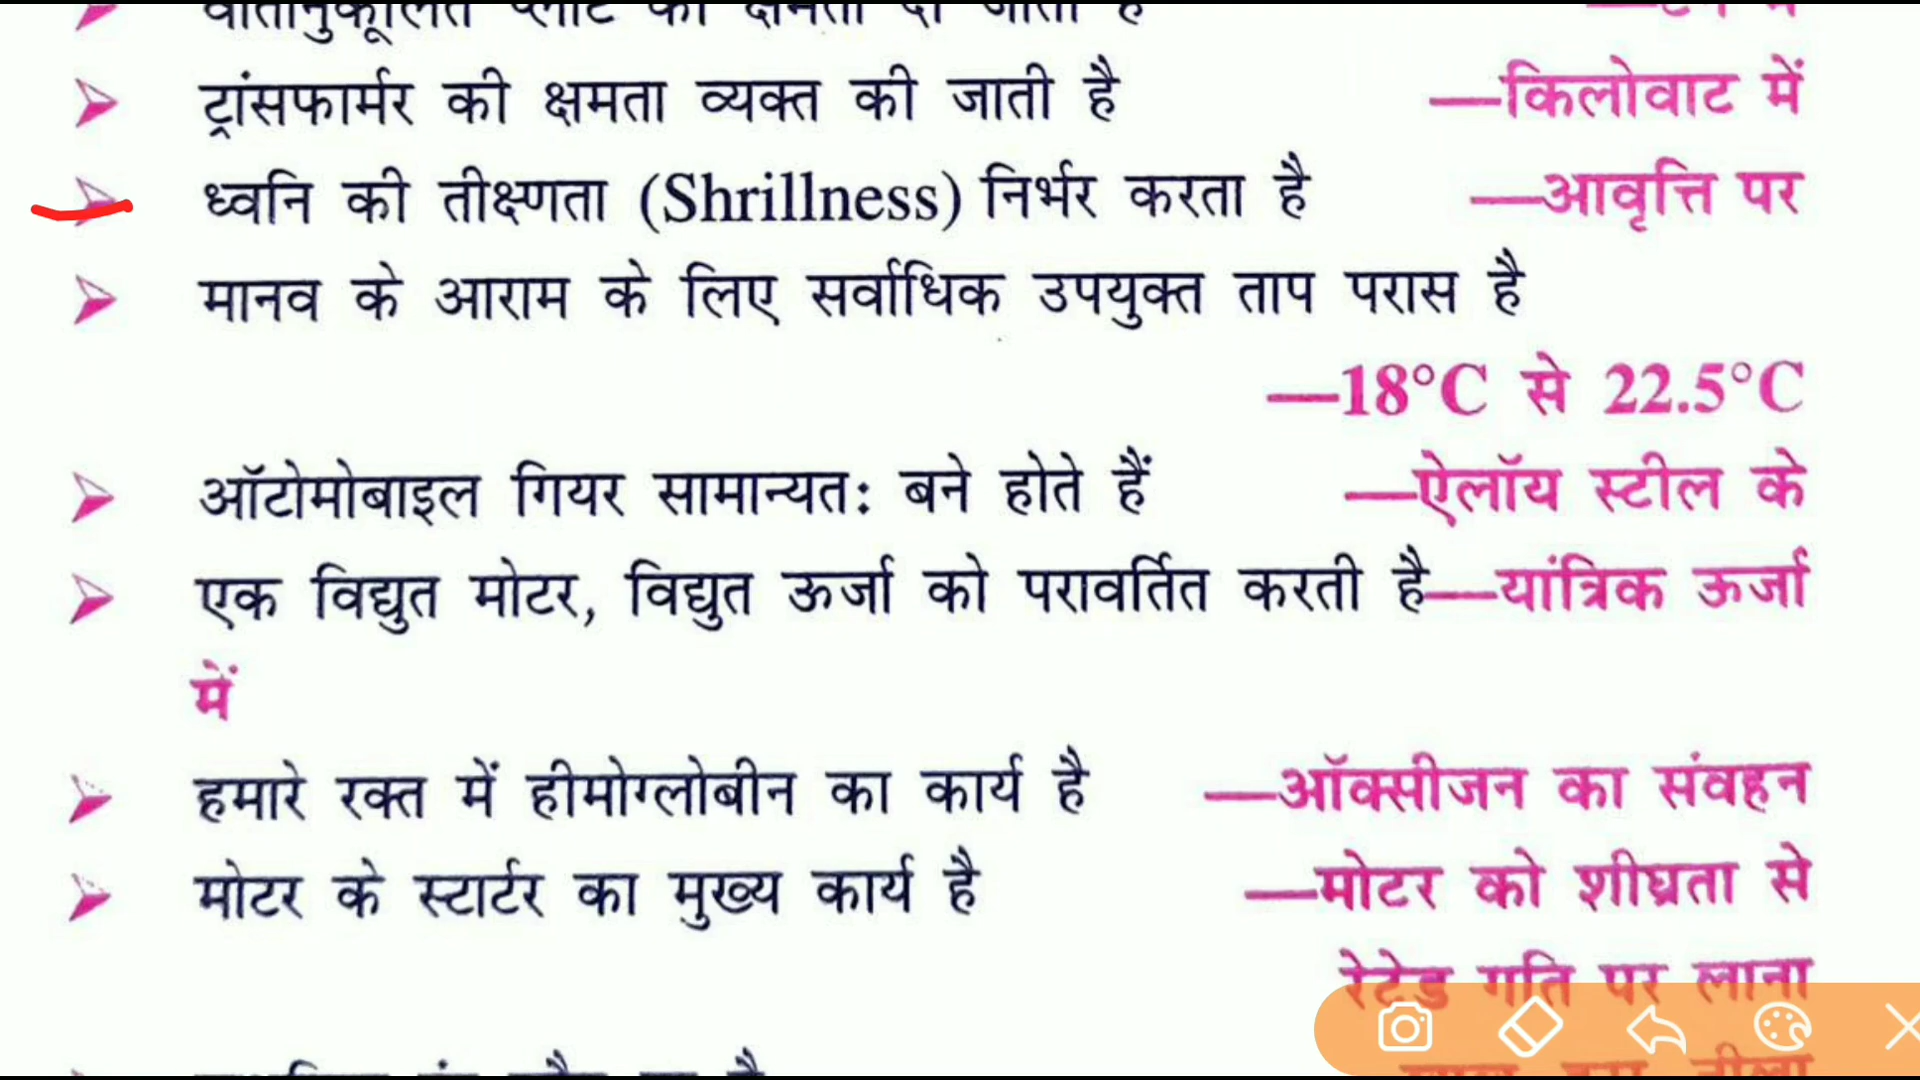 वातानुकूलित प्लांट की क्षमता दी जाती है —टन में
ट्रांसफार्मर की क्षमता व्यक्त की जाती है —किलोवाट में
ध्वनि की तीक्ष्णता (Shrillness) निर्भर करता है —आवृत्ति पर
मानव के आराम के लिए सर्वाधिक उपयुक्त ताप परास है
—18°C से 22.5°C
ऑटोमोबाइल गियर सामान्यतः बने होते हैं —ऐलॉय स्टील के
एक विद्युत मोटर, विद्युत ऊर्जा को परावर्तित करती है—यांत्रिक ऊर्जा
में
हमारे रक्त में हीमोग्लोबीन का कार्य है —ऑक्सीजन का संवहन
मोटर के स्टार्टर का मुख्य कार्य है —मोटर को शीघ्रता से
रेटेड गति पर लाना